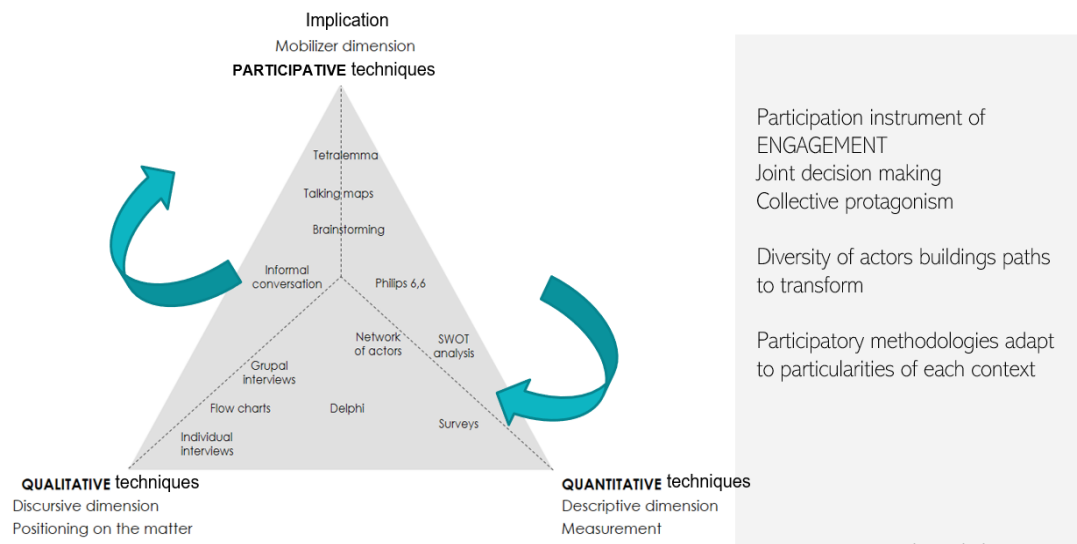 Implication
Mobilizer dimension
PARTICIPATIVE techniques
Tetralemma
Talking maps
Brainstorming
Informal
conversation
Philips 6,6
Network
of actors
SWOT
analysis
Grupal
interviews
Flow charts
Delphi
Surveys
Individual
interviews
QUALITATIVE techniques
Discursive dimension
Positioning on the matter
QUANTITATIVE techniques
Descriptive dimension
Measurement
Participation instrument of
ENGAGEMENT
Joint decision making
Collective protagonism
Diversity of actors buildings paths
to transform
Participatory methodologies adapt
to particularities of each context